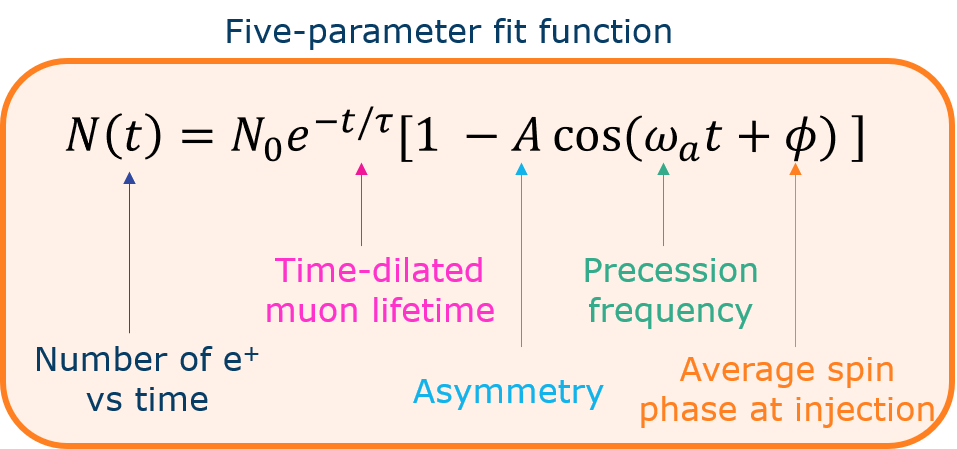 Five-parameter fit function
N(t) = N₀e^{−t/τ}[1 − A cos(ωₐt + ϕ) ]
Time-dilated
muon lifetime
Precession
frequency
Number of e⁺
vs time
Asymmetry
Average spin
phase at injection